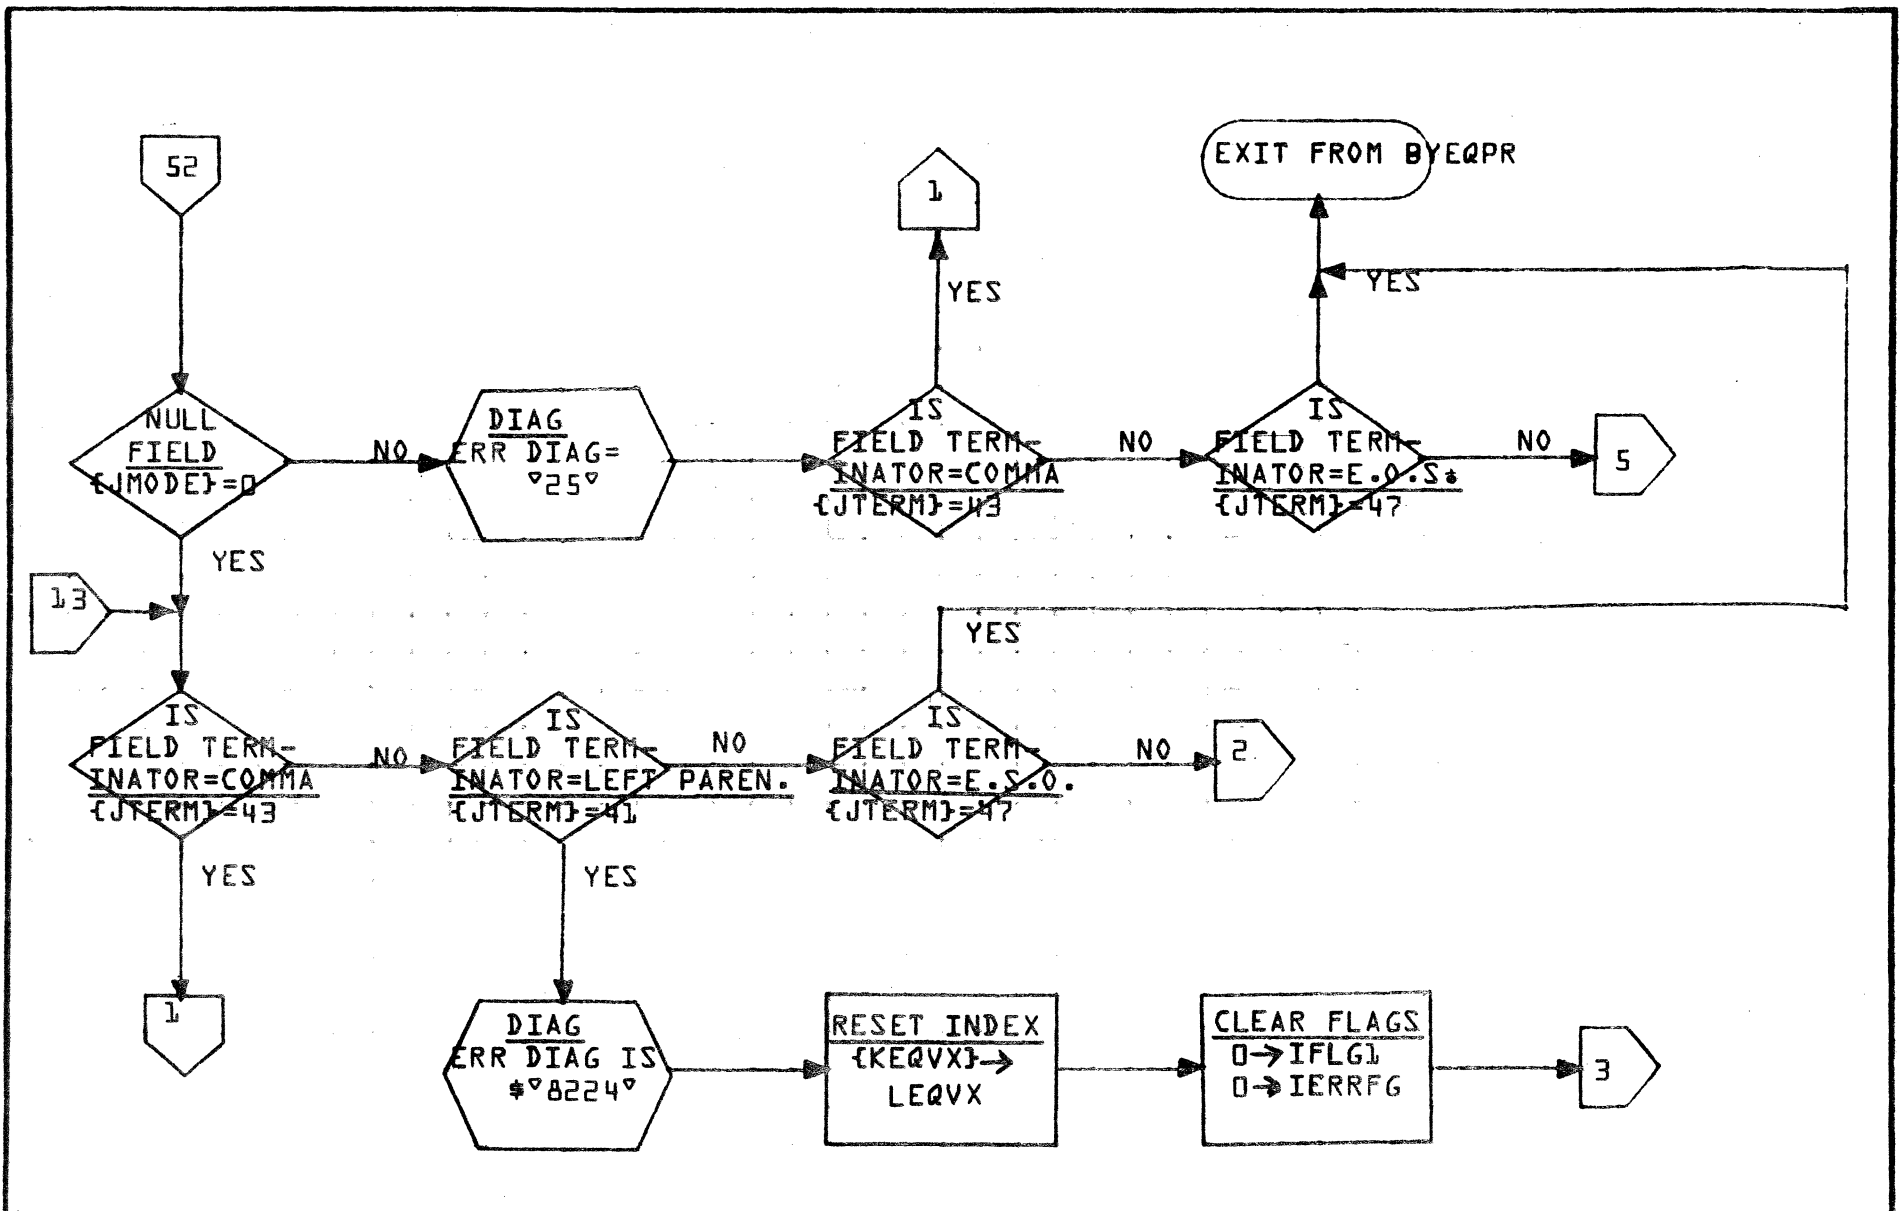 52
EXIT FROM BYEQPR
1
YES
YES
NULL
FIELD
{JMODE}=0
NO
DIAG
ERR DIAG=
▽25▽
IS
FIELD TERM-
INATOR=COMMA
{JTERM}=43
NO
IS
FIELD TERM-
INATOR=E.O.S.
{JTERM}=47
NO
5
YES
13
YES
IS
FIELD TERM-
INATOR=COMMA
{JTERM}=43
NO
IS
FIELD TERM-
INATOR=LEFT PAREN.
{JTERM}=41
NO
IS
FIELD TERM-
INATOR=E.S.O.
{JTERM}=47
NO
2
YES
YES
1
DIAG
ERR DIAG IS
$▽8224▽
RESET INDEX
{KEQVX}→
LEQVX
CLEAR FLAGS
0→IFLG1
0→IERRFG
3